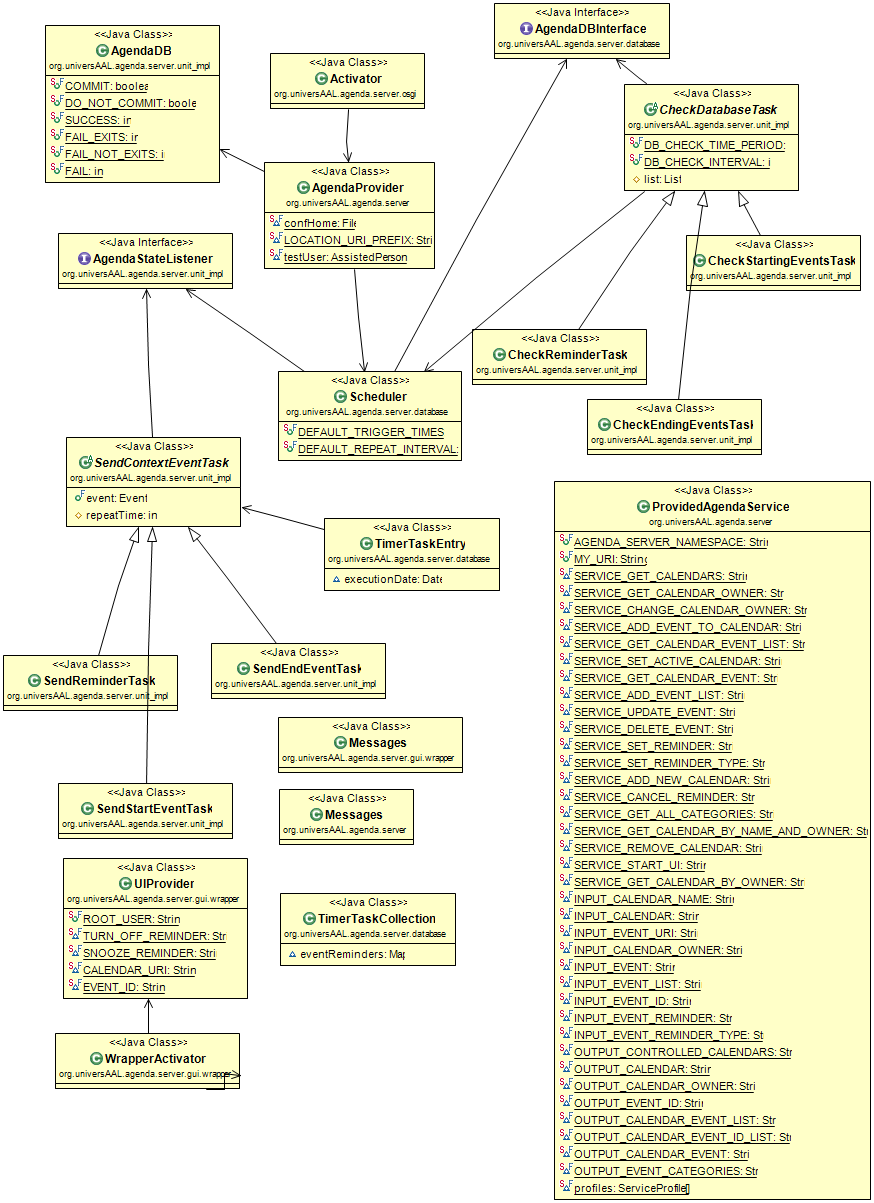 <<Java Class>>
AgendaDB
org.universAAL.agenda.server.unit_impl
COMMIT: boolea
DO_NOT_COMMIT: boole
SUCCESS: in
FAIL_EXITS: in
FAIL_NOT_EXITS: i
FAIL: in
<<Java Class>>
Activator
org.universAAL.agenda.server.osgi
<<Java Interface>>
AgendaDBInterface
org.universAAL.agenda.server.database
<<Java Class>>
CheckDatabaseTask
org.universAAL.agenda.server.unit_impl
DB_CHECK_TIME_PERIOD:
DB_CHECK_INTERVAL: i
list: List
<<Java Class>>
AgendaProvider
org.universAAL.agenda.server
confHome: File
LOCATION_URI_PREFIX: Stri
testUser: AssistedPerson
<<Java Interface>>
AgendaStateListener
org.universAAL.agenda.server.unit_impl
<<Java Class>>
CheckStartingEventsTask
org.universAAL.agenda.server.unit_impl
<<Java Class>>
CheckReminderTask
org.universAAL.agenda.server.unit_impl
<<Java Class>>
Scheduler
org.universAAL.agenda.server.database
DEFAULT_TRIGGER_TIMES
DEFAULT_REPEAT_INTERVAL:
<<Java Class>>
CheckEndingEventsTask
org.universAAL.agenda.server.unit_impl
<<Java Class>>
SendContextEventTask
org.universAAL.agenda.server.unit_impl
event: Event
repeatTime: in
<<Java Class>>
TimerTaskEntry
org.universAAL.agenda.server.database
executionDate: Date
<<Java Class>>
SendReminderTask
org.universAAL.agenda.server.unit_impl
<<Java Class>>
SendEndEventTask
org.universAAL.agenda.server.unit_impl
<<Java Class>>
Messages
org.universAAL.agenda.server.gui.wrapper
<<Java Class>>
SendStartEventTask
org.universAAL.agenda.server.unit_impl
<<Java Class>>
Messages
org.universAAL.agenda.server
<<Java Class>>
UIProvider
org.universAAL.agenda.server.gui.wrapper
ROOT_USER: Strin
TURN_OFF_REMINDER: Stri
SNOOZE_REMINDER: Stri
CALENDAR_URI: Strin
EVENT_ID: Strin
<<Java Class>>
TimerTaskCollection
org.universAAL.agenda.server.database
eventReminders: Map
<<Java Class>>
WrapperActivator
org.universAAL.agenda.server.gui.wrapper
<<Java Class>>
ProvidedAgendaService
org.universAAL.agenda.server
AGENDA_SERVER_NAMESPACE: Strin
MY_URI: String
SERVICE_GET_CALENDARS: Strin
SERVICE_GET_CALENDAR_OWNER: Str
SERVICE_CHANGE_CALENDAR_OWNER: Str
SERVICE_ADD_EVENT_TO_CALENDAR: Stri
SERVICE_GET_CALENDAR_EVENT_LIST: Str
SERVICE_SET_ACTIVE_CALENDAR: Stri
SERVICE_GET_CALENDAR_EVENT: Str
SERVICE_ADD_EVENT_LIST: Stri
SERVICE_UPDATE_EVENT: Stri
SERVICE_DELETE_EVENT: Stri
SERVICE_SET_REMINDER: Stri
SERVICE_SET_REMINDER_TYPE: Str
SERVICE_ADD_NEW_CALENDAR: Stri
SERVICE_CANCEL_REMINDER: Str
SERVICE_GET_ALL_CATEGORIES: Str
SERVICE_GET_CALENDAR_BY_NAME_AND_OWNER: Stri
SERVICE_REMOVE_CALENDAR: Stri
SERVICE_START_UI: Strin
SERVICE_GET_CALENDAR_BY_OWNER: Str
INPUT_CALENDAR_NAME: Strin
INPUT_CALENDAR: Strin
INPUT_EVENT_URI: Stri
INPUT_CALENDAR_OWNER: Stri
INPUT_EVENT: Strin
INPUT_EVENT_LIST: Strin
INPUT_EVENT_ID: Strin
INPUT_EVENT_REMINDER: Str
INPUT_EVENT_REMINDER_TYPE: St
OUTPUT_CONTROLLED_CALENDARS: Str
OUTPUT_CALENDAR: Strin
OUTPUT_CALENDAR_OWNER: Stri
OUTPUT_EVENT_ID: Strin
OUTPUT_CALENDAR_EVENT_LIST: Str
OUTPUT_CALENDAR_EVENT_ID_LIST: Stri
OUTPUT_CALENDAR_EVENT: Stri
OUTPUT_EVENT_CATEGORIES: Stri
profiles: ServiceProfile[]